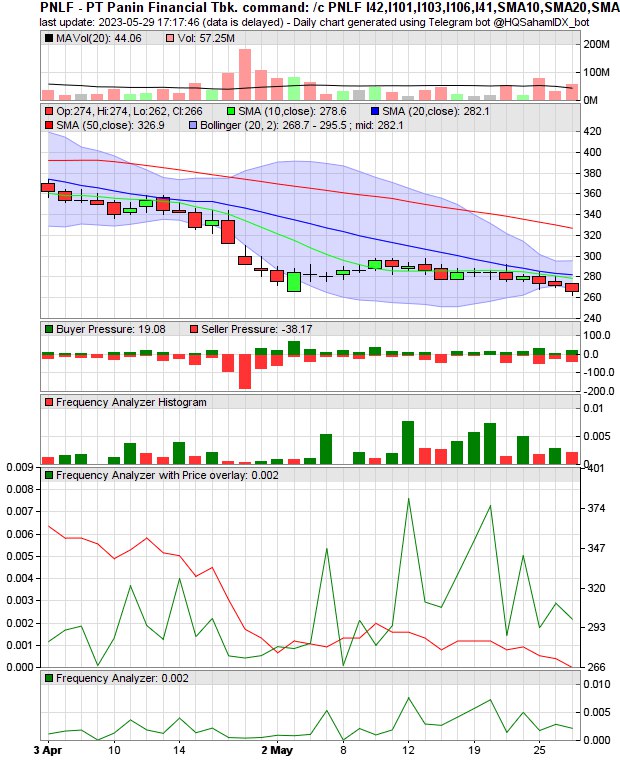 PNLF - PT Panin Financial Tbk. command: /c PNLF I42,I101,I103,I106,I41,SMA10,SMA20,SMA
last update: 2023-05-29 17:17:46 (data is delayed) - Daily chart generated using Telegram bot @HQSahamIDX_bot
MAVol(20): 44.06 Vol: 57.25M
200M
100M
0M
Op:274, Hi:274, Lo:262, Cl:266 SMA (10,close): 278.6 SMA (20,close): 282.1
SMA (50,close): 326.9 Bollinger (20, 2): 268.7 - 295.5 ; mid: 282.1
420
400
380
360
340
320
300
280
260
240
Buyer Pressure: 19.08 Seller Pressure: -38.17
100.0
0.0
-100.0
-200.0
Frequency Analyzer Histogram
0.01
0.005
0
Frequency Analyzer with Price overlay: 0.002
0.009
0.008
0.007
0.006
0.005
0.004
0.003
0.002
0.001
0.000
401
374
347
320
293
266
Frequency Analyzer: 0.002
0.010
0.005
0.000
3 Apr 10 14 2 May 8 12 19 25